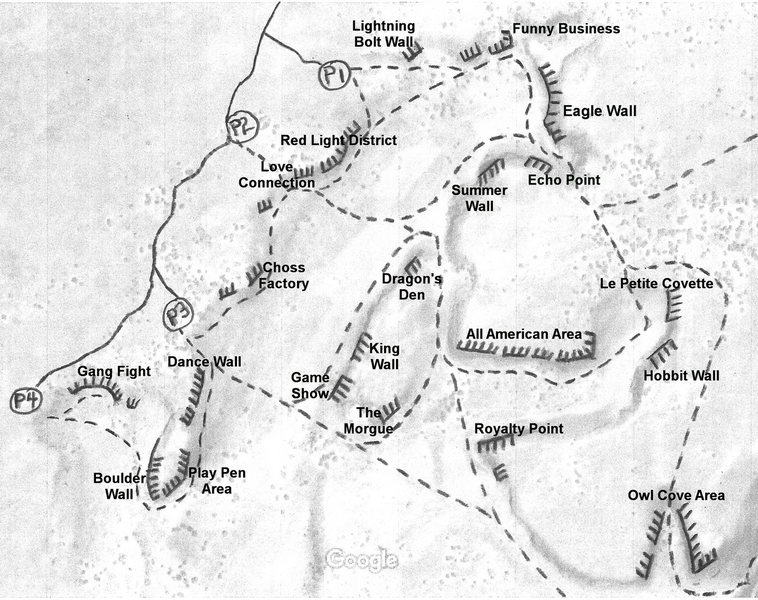 Lightning
Bolt Wall
Funny Business
P1
Eagle Wall
P2
Red Light District
Love
Connection
Summer
Wall
Echo Point
Choss
Factory
Dragon's
Den
Le Petite Covette
P3
All American Area
King
Wall
Dance Wall
Gang Fight
Game
Show
Hobbit Wall
P4
The
Morgue
Royalty Point
Boulder
Wall
Play Pen
Area
Owl Cove Area
Google